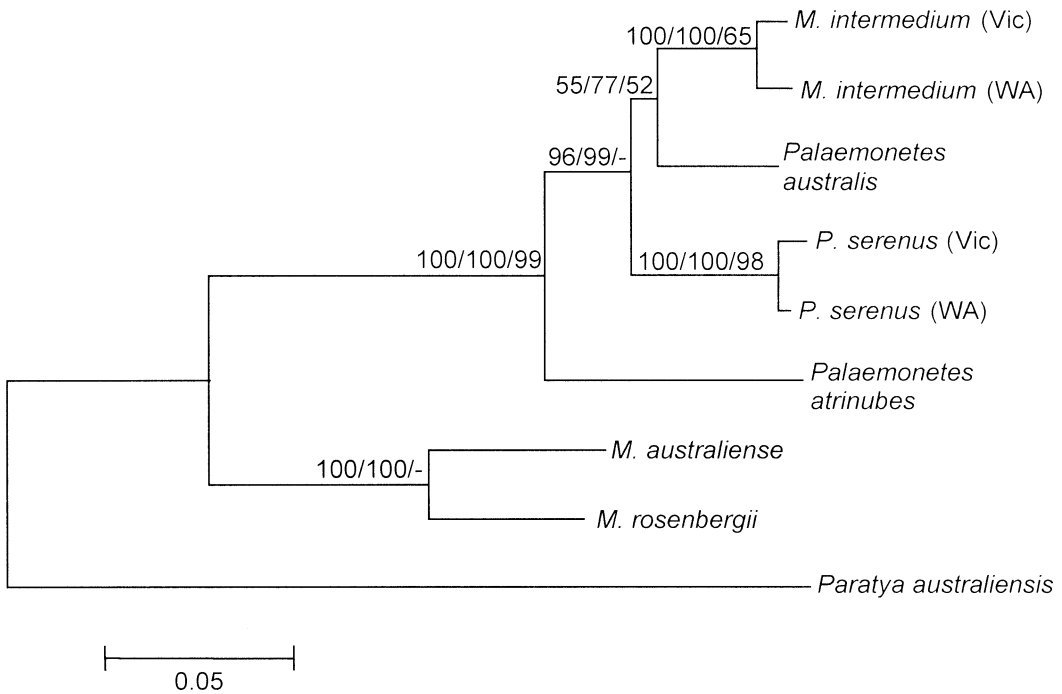 M. intermedium (Vic)
100/100/65
55/77/52
M. intermedium (WA)
96/99/-
Palaemonetes
australis
100/100/99
P. serenus (Vic)
100/100/98
P. serenus (WA)
Palaemonetes
atrinubes
M. australiense
100/100/-
M. rosenbergii
Paratya australiensis
0.05